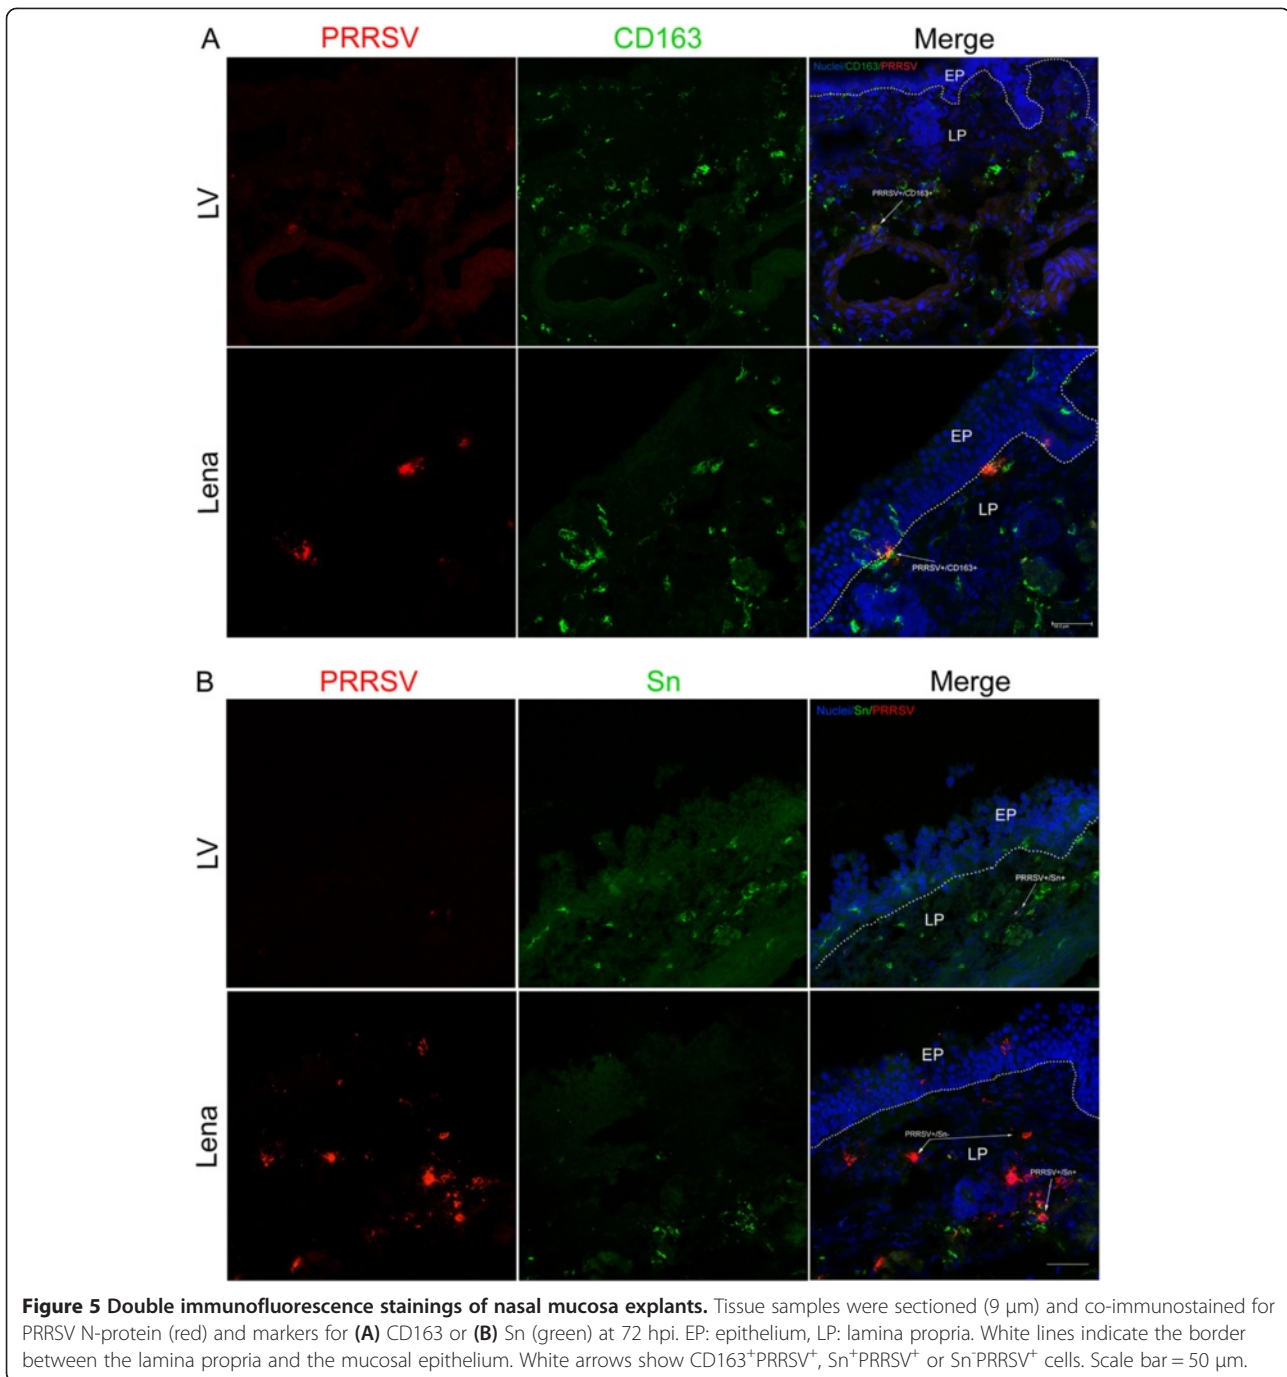 A PRRSV CD163 Merge
Nuclei/CD163/PRRSV
EP
LP
PRRSV+/CD163+
LV
EP
LP
PRRSV+/CD163+
Lena
B PRRSV Sn Merge
Nuclei/Sn/PRRSV
EP
PRRSV+/Sn+
LP
LV
EP
PRRSV+/Sn-
LP
PRRSV+/Sn+
Lena
Figure 5 Double immunofluorescence stainings of nasal mucosa explants. Tissue samples were sectioned (9 μm) and co-immunostained for
PRRSV N-protein (red) and markers for (A) CD163 or (B) Sn (green) at 72 hpi. EP: epithelium, LP: lamina propria. White lines indicate the border
between the lamina propria and the mucosal epithelium. White arrows show CD163⁺PRRSV⁺, Sn⁺PRRSV⁺ or Sn⁻PRRSV⁺ cells. Scale bar = 50 μm.